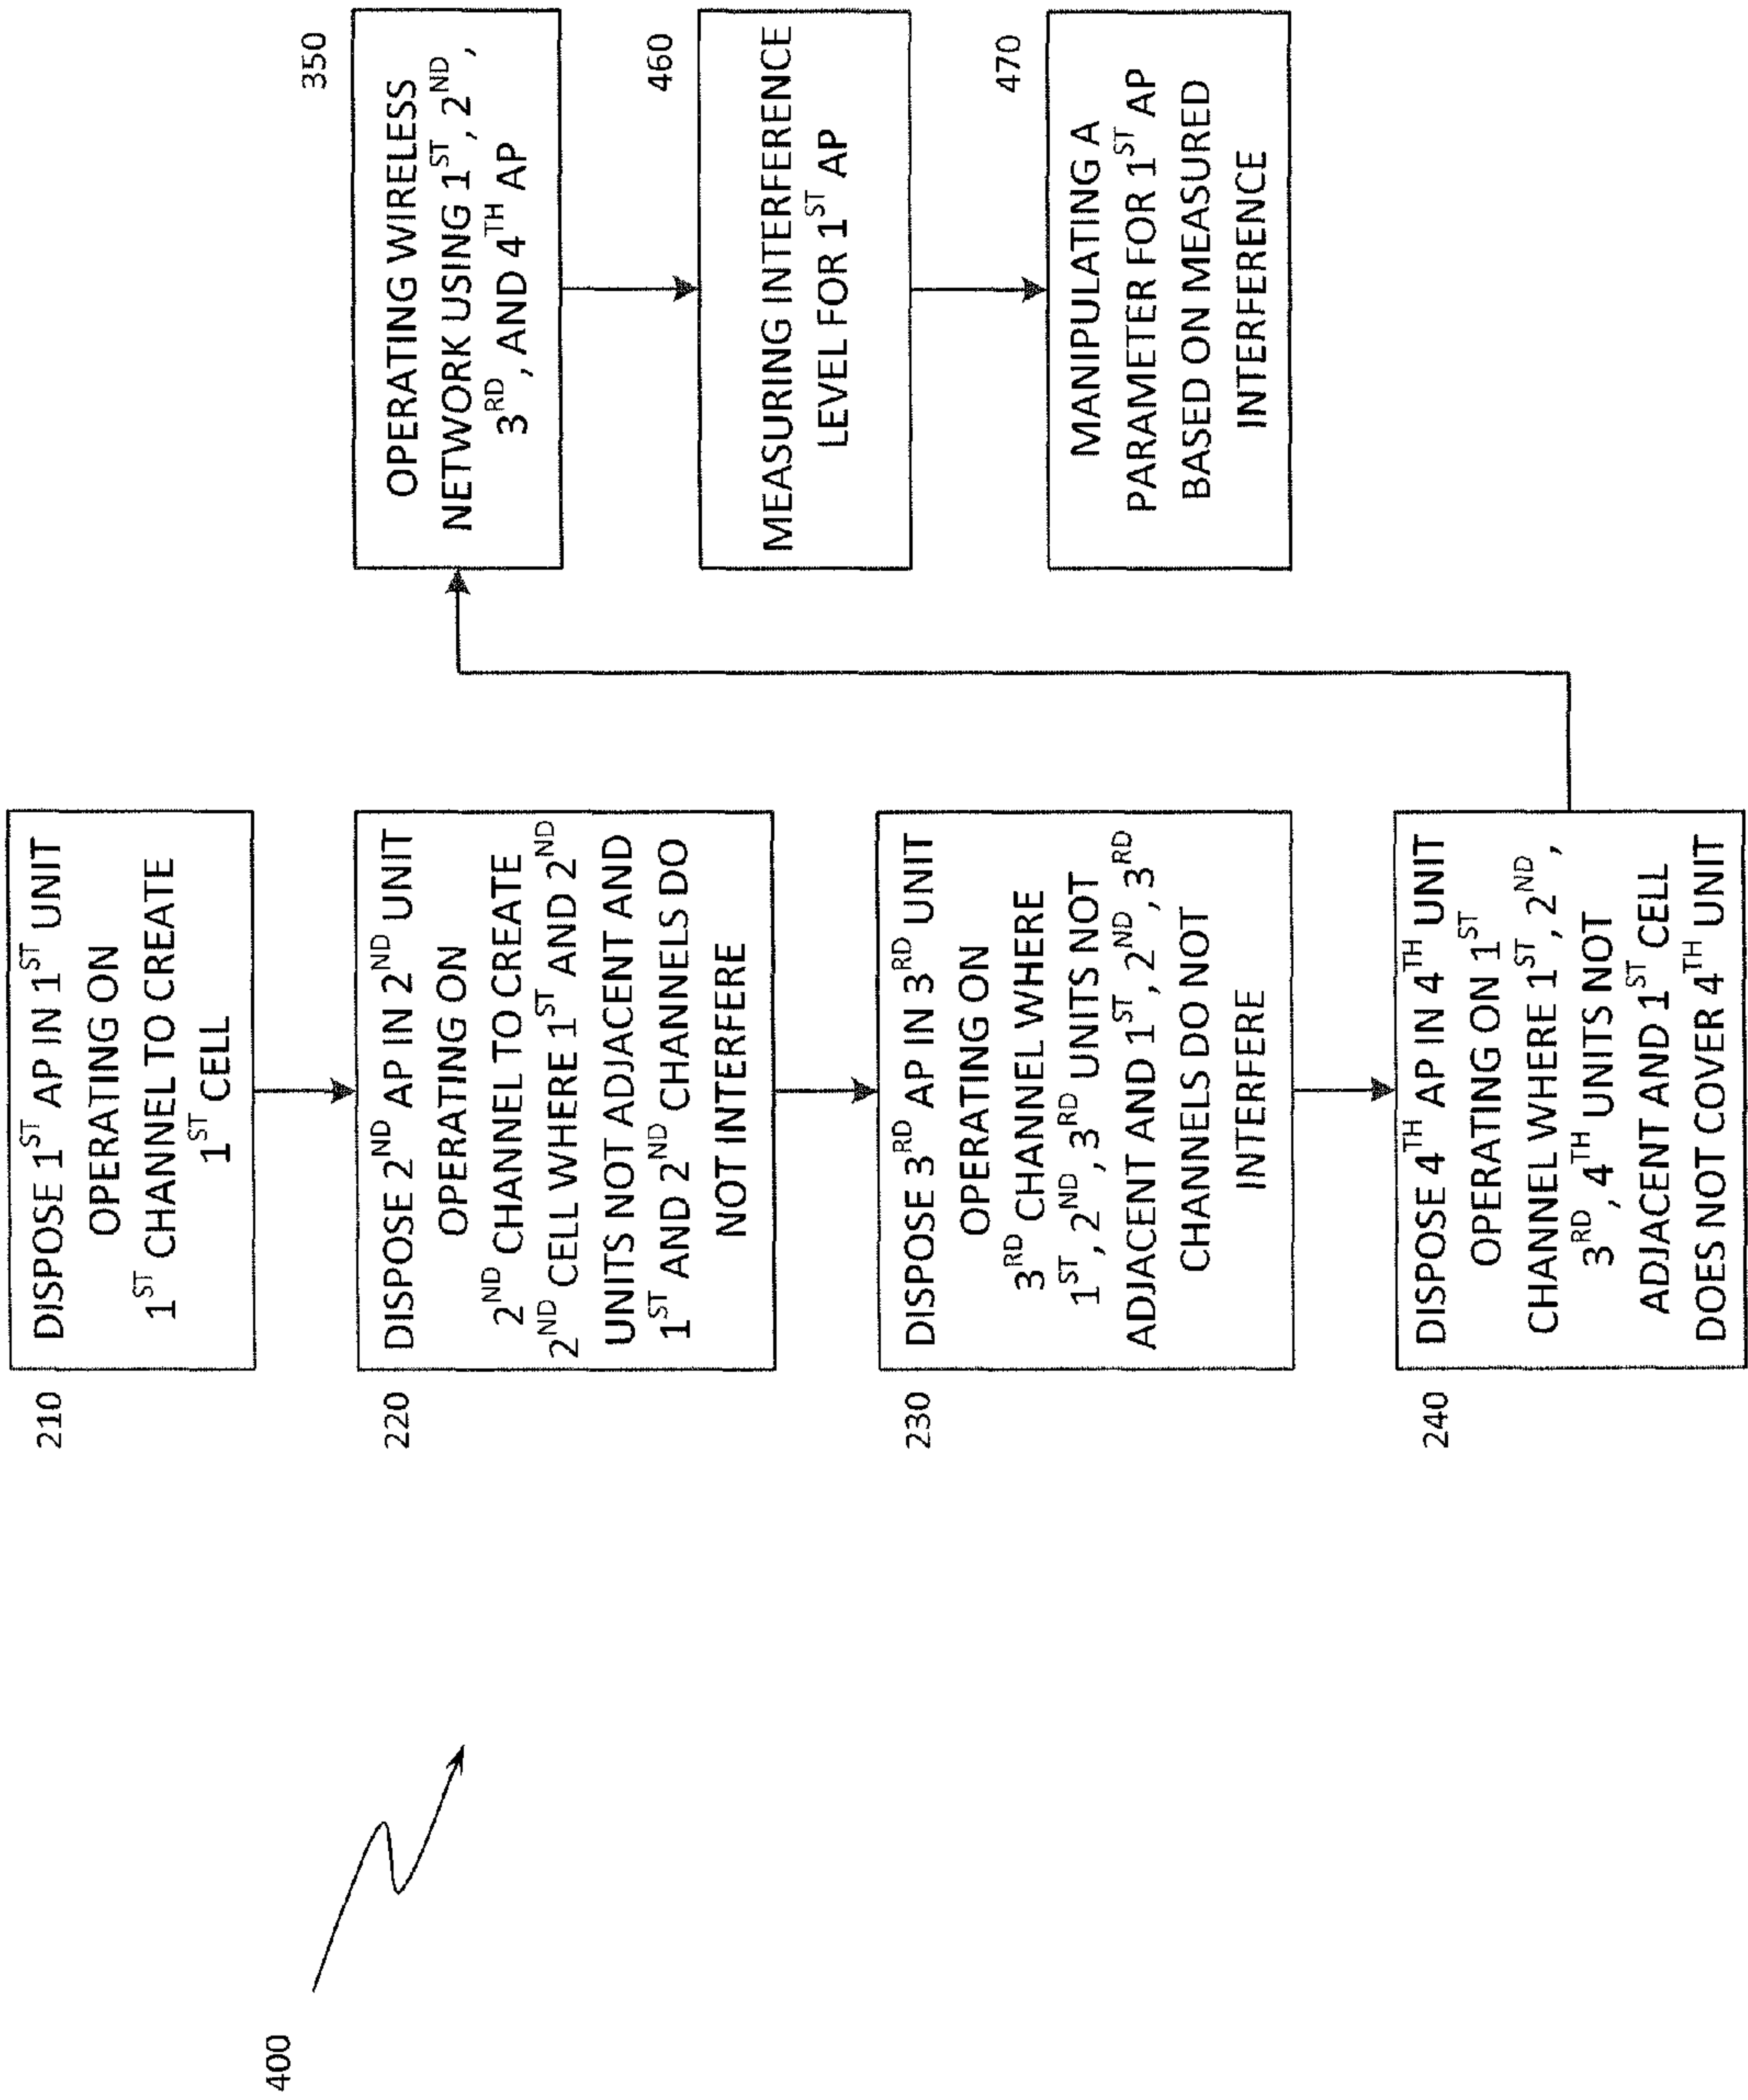 400
210
DISPOSE 1ST AP IN 1ST UNIT
OPERATING ON
1ST CHANNEL TO CREATE
1ST CELL
220
DISPOSE 2ND AP IN 2ND UNIT
OPERATING ON
2ND CHANNEL TO CREATE
2ND CELL WHERE 1ST AND 2ND
UNITS NOT ADJACENT AND
1ST AND 2ND CHANNELS DO
NOT INTERFERE
230
DISPOSE 3RD AP IN 3RD UNIT
OPERATING ON
3RD CHANNEL WHERE
1ST, 2ND, 3RD UNITS NOT
ADJACENT AND 1ST, 2ND, 3RD
CHANNELS DO NOT
INTERFERE
240
DISPOSE 4TH AP IN 4TH UNIT
OPERATING ON 1ST
CHANNEL WHERE 1ST, 2ND,
3RD, 4TH UNITS NOT
ADJACENT AND 1ST CELL
DOES NOT COVER 4TH UNIT
350
OPERATING WIRELESS
NETWORK USING 1ST, 2ND,
3RD, AND 4TH AP
460
MEASURING INTERFERENCE
LEVEL FOR 1ST AP
470
MANIPULATING A
PARAMETER FOR 1ST AP
BASED ON MEASURED
INTERFERENCE